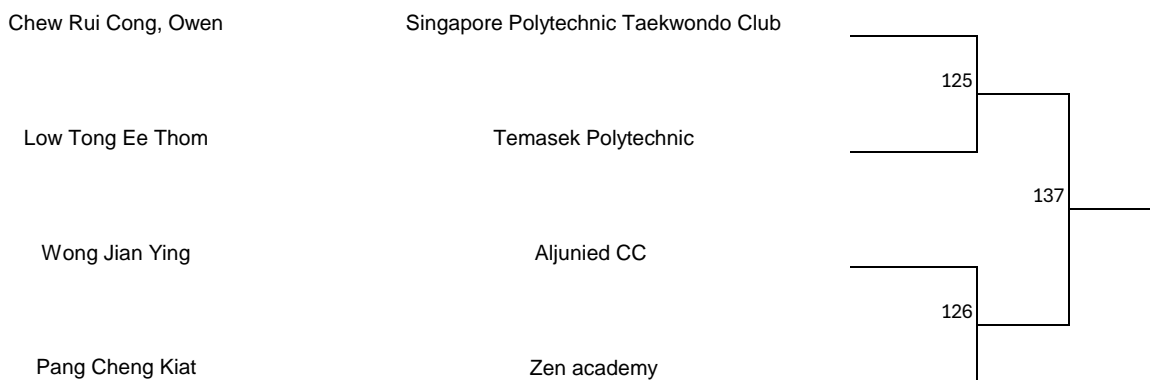 Chew Rui Cong, Owen Singapore Polytechnic Taekwondo Club
125
Low Tong Ee Thom Temasek Polytechnic
137
Wong Jian Ying Aljunied CC
126
Pang Cheng Kiat Zen academy